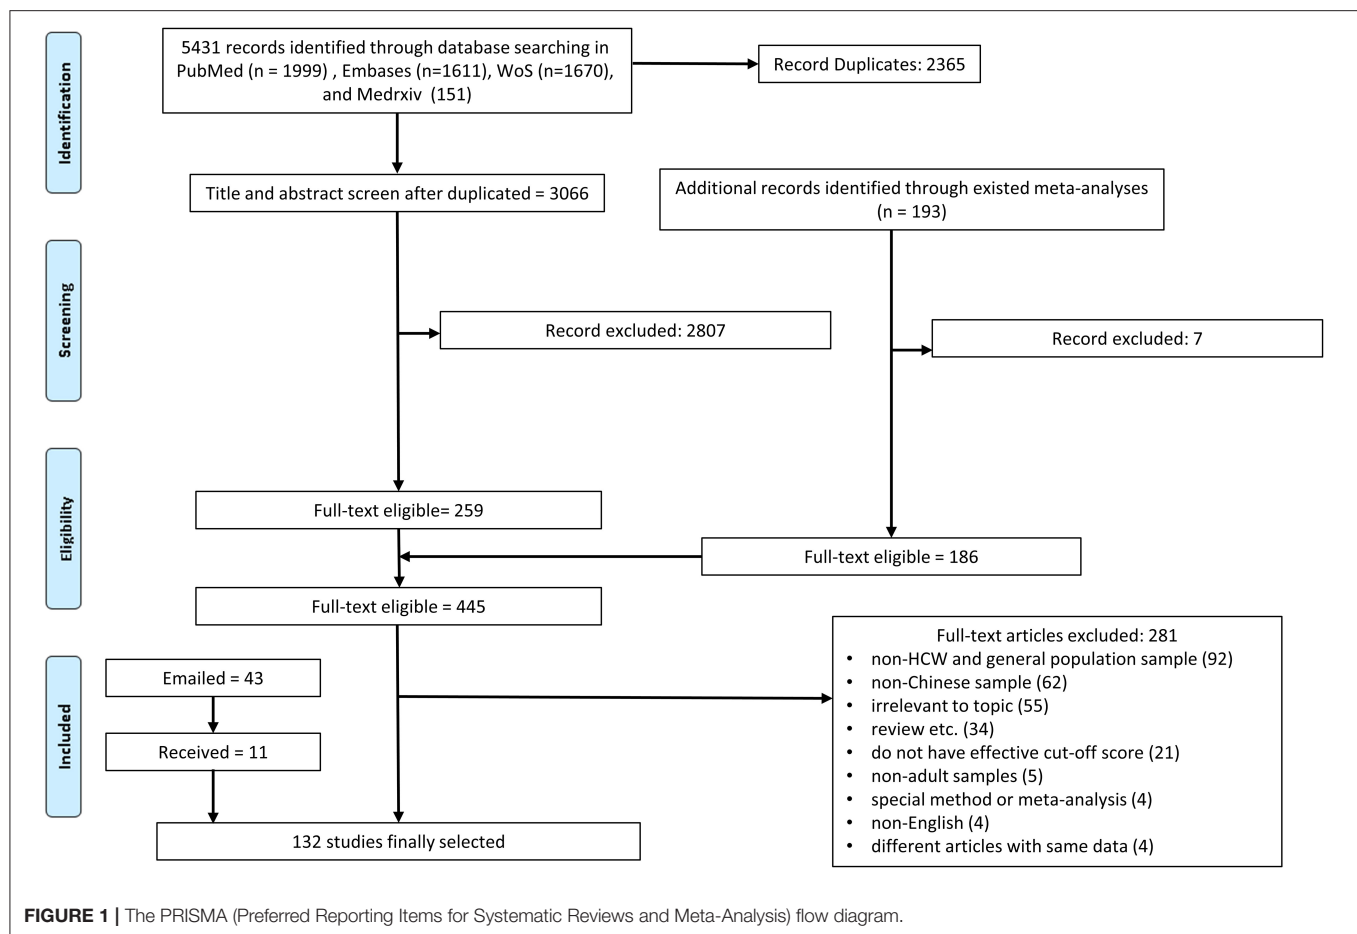 Identification
5431 records identified through database searching in
PubMed (n = 1999) , Embases (n=1611), WoS (n=1670),
and Medrxiv (151)
Record Duplicates: 2365
Title and abstract screen after duplicated = 3066
Additional records identified through existed meta-analyses
(n = 193)
Screening
Record excluded: 2807
Record excluded: 7
Eligibility
Full-text eligible= 259
Full-text eligible = 186
Full-text eligible = 445
Included
Emailed = 43
Received = 11
Full-text articles excluded: 281
• non-HCW and general population sample (92)
• non-Chinese sample (62)
• irrelevant to topic (55)
• review etc. (34)
• do not have effective cut-off score (21)
• non-adult samples (5)
• special method or meta-analysis (4)
• non-English (4)
• different articles with same data (4)
132 studies finally selected
FIGURE 1 | The PRISMA (Preferred Reporting Items for Systematic Reviews and Meta-Analysis) flow diagram.